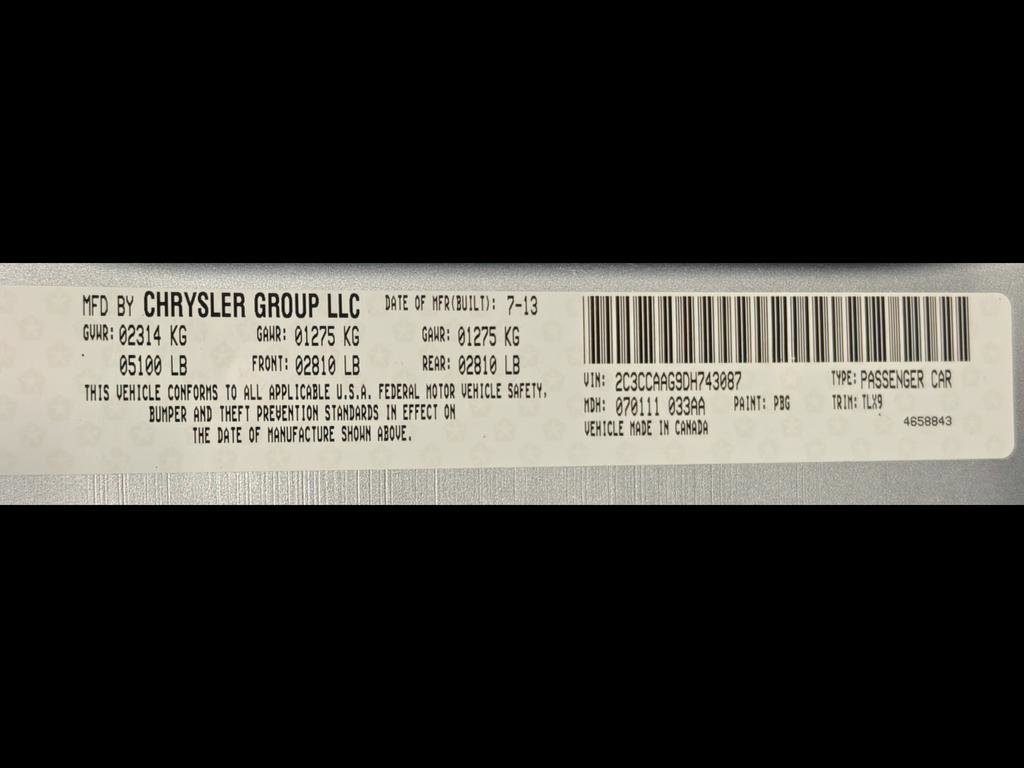 MFD BY CHRYSLER GROUP LLC DATE OF MFR(BUILT): 7-13
GVWR: 02314 KG GAWR: 01275 KG GAWR: 01275 KG
05100 LB FRONT: 02810 LB REAR: 02810 LB
THIS VEHICLE CONFORMS TO ALL APPLICABLE U.S.A. FEDERAL MOTOR VEHICLE SAFETY,
BUMPER AND THEFT PREVENTION STANDARDS IN EFFECT ON
THE DATE OF MANUFACTURE SHOWN ABOVE.
VIN: 2C3CCAAG9DH743087 TYPE: PASSENGER CAR
MDH: 070111 033AA PAINT: PBG TRIM: TLX9
VEHICLE MADE IN CANADA 4658843